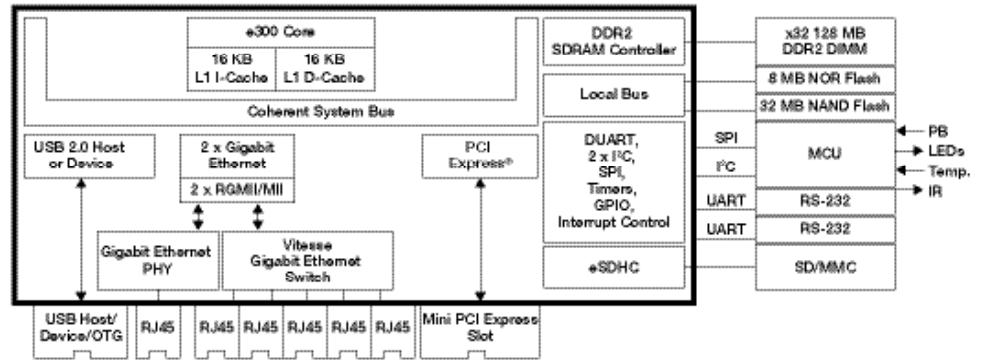 e300 Core
16 KB
L1 I-Cache
16 KB
L1 D-Cache
Coherent System Bus
DDR2
SDRAM Controller
x32 128 MB
DDR2 DIMM
Local Bus
8 MB NOR Flash
32 MB NAND Flash
USB 2.0 Host
or Device
2 x Gigabit
Ethernet
2 x RGMII/MII
PCI
Express®
DUART,
2 x I²C,
SPI,
Timers,
GPIO,
Interrupt Control
SPI
I²C
UART
UART
MCU
PB
LEDs
Temp.
IR
RS-232
RS-232
Gigabit Ethernet
PHY
Vitesse
Gigabit Ethernet
Switch
eSDHC
SD/MMC
USB Host/
Device/OTG
RJ45
RJ45
RJ45
RJ45
RJ45
RJ45
Mini PCI Express
Slot